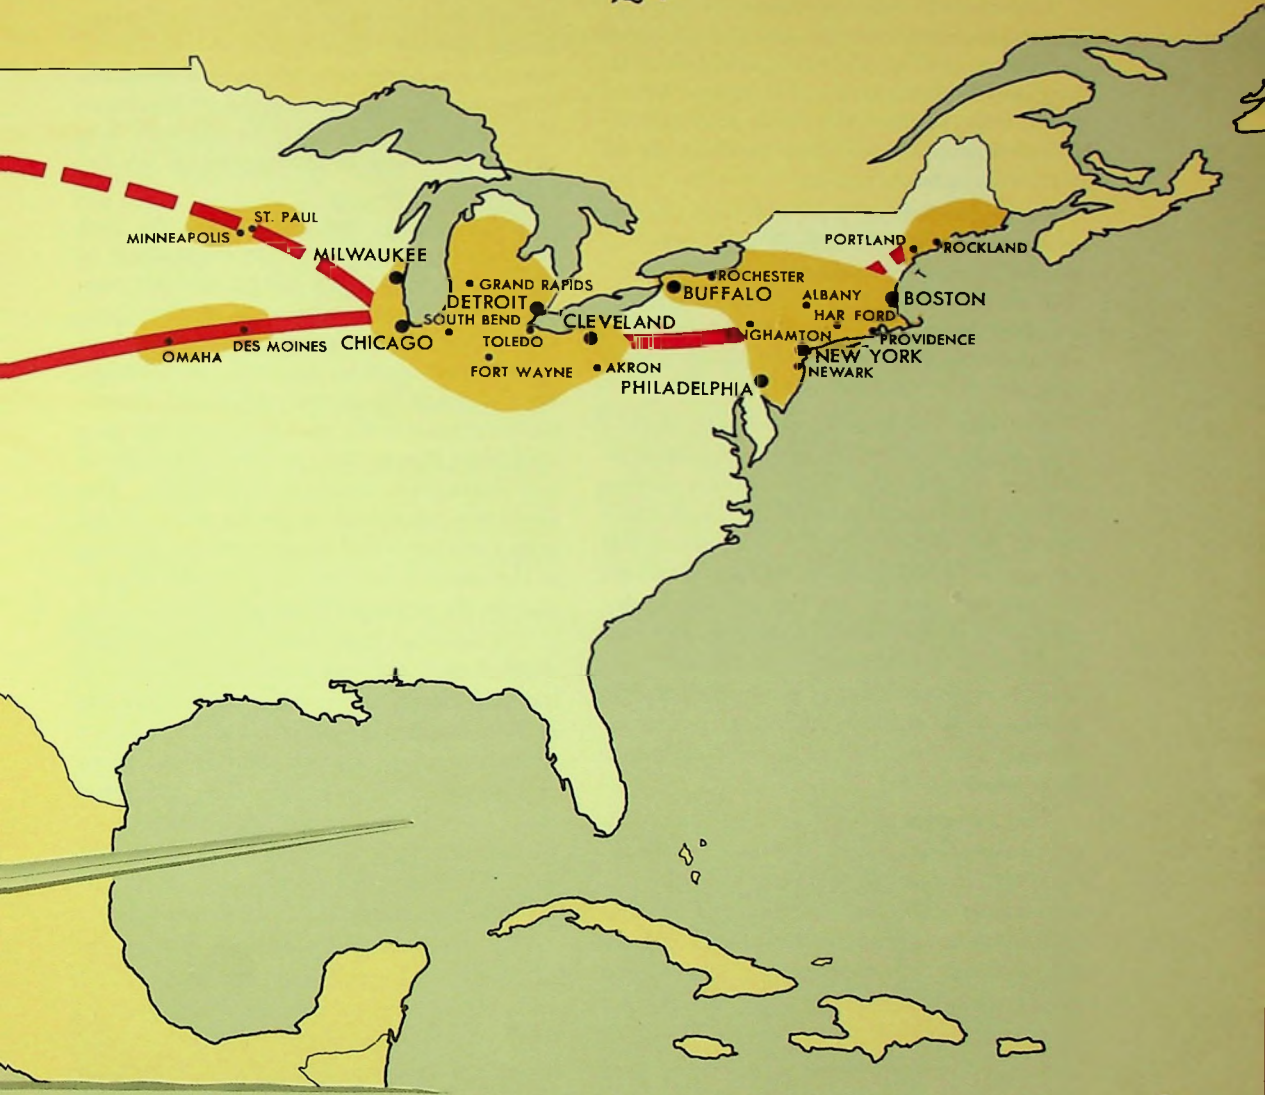 ST. PAUL
MINNEAPOLIS
MILWAUKEE
PORTLAND
ROCKLAND
GRAND RAPIDS
ROCHESTER
BUFFALO
ALBANY
BOSTON
DETROIT
SOUTH BEND
CLEVELAND
HAR FORD
DES MOINES
CHICAGO
TOLEDO
NGHAMTON
PROVIDENCE
OMAHA
NEW YORK
FORT WAYNE
AKRON
NEWARK
PHILADELPHIA